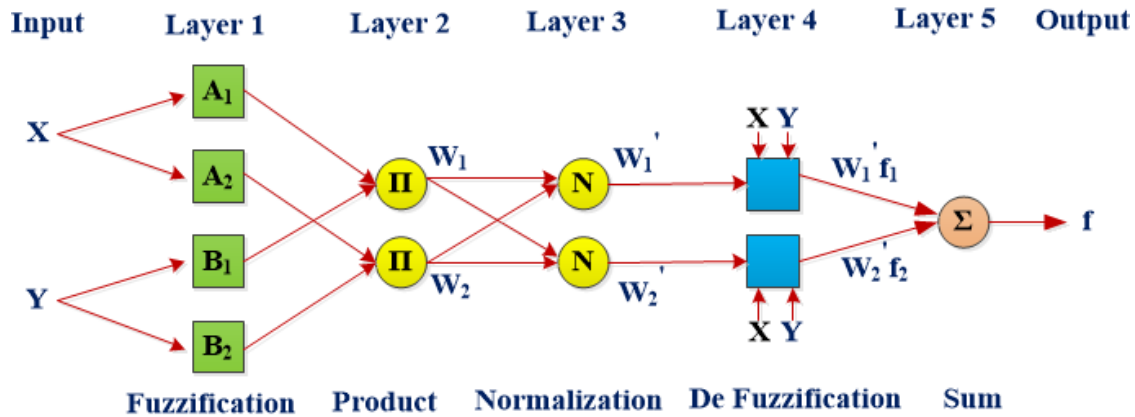 Input Layer 1 Layer 2 Layer 3 Layer 4 Layer 5 Output
A₁
X Y
X
W₁ W₁'
W₁'f₁
A₂ Π N
Σ f
B₁ Π N
W₂'f₂
W₂ W₂'
Y
B₂
X Y
Fuzzification Product Normalization De Fuzzification Sum